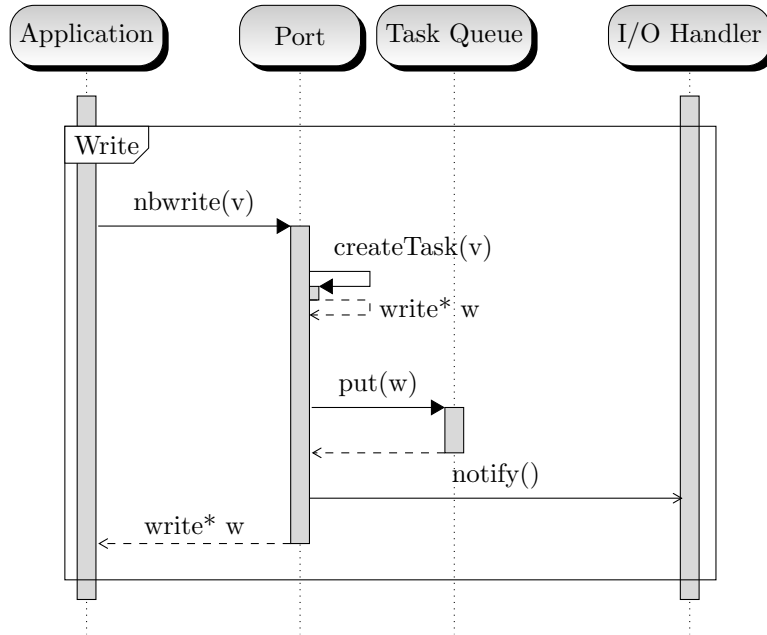 Application
Port
Task Queue
I/O Handler
Write
nbwrite(v)
createTask(v)
write* w
put(w)
notify()
write* w